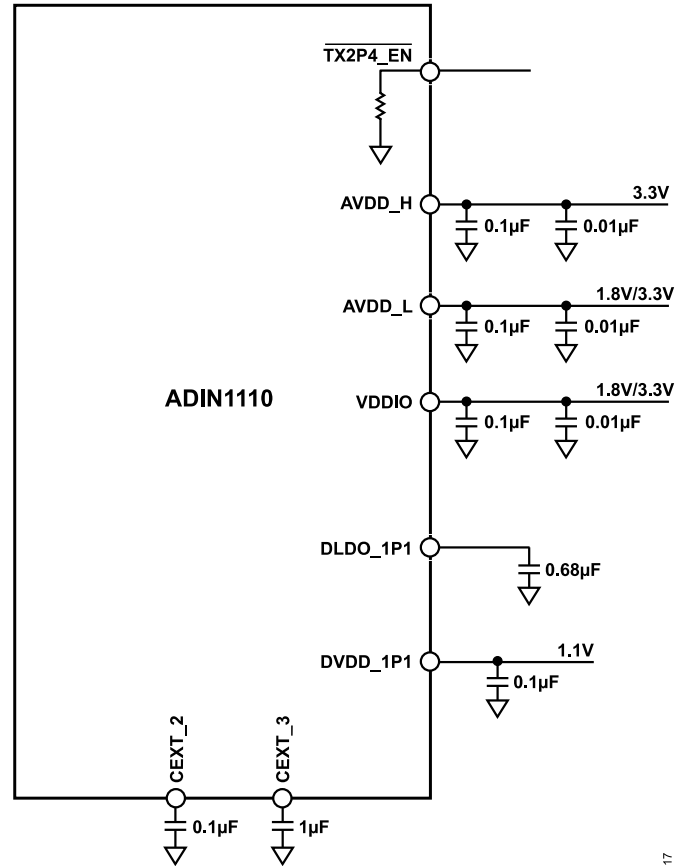 TX2P4_EN
AVDD_H
3.3V
0.1µF
0.01µF
AVDD_L
1.8V/3.3V
0.1µF
0.01µF
ADIN1110
VDDIO
1.8V/3.3V
0.1µF
0.01µF
DLDO_1P1
0.68µF
DVDD_1P1
1.1V
0.1µF
CEXT_2
CEXT_3
0.1µF
1µF
17